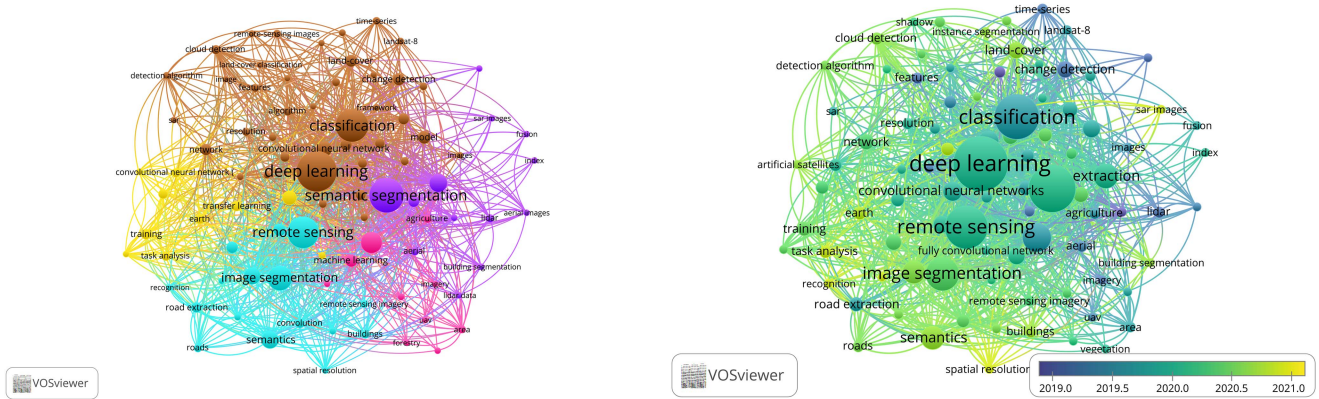 time-series
remote-sensing images
cloud detection
landsat-8
land-cover classification
land-cover
detection algorithm
image
change detection
features
framework
algorithm
sar
sar images
classification
resolution
model
fusion
network
convolutional neural network
images
index
convolutional neural network (
deep learning
semantic segmentation
transfer learning
earth
agriculture
lidar
aerial images
training
remote sensing
task analysis
aerial
machine learning
building segmentation
image segmentation
recognition
imagery
lidar data
road extraction
remote sensing imagery
convolution
uav
area
buildings
roads
semantics
forestry
spatial resolution
VOSviewer
time-series
shadow
instance segmentation
landsat-8
cloud detection
land-cover
detection algorithm
features
change detection
sar
sar images
resolution
classification
fusion
network
images
index
artificial satellites
deep learning
extraction
convolutional neural networks
earth
agriculture
lidar
training
remote sensing
task analysis
fully convolutional network
aerial
building segmentation
recognition
image segmentation
imagery
road extraction
remote sensing imagery
uav
area
roads
semantics
buildings
vegetation
spatial resolution
VOSviewer
2019.0
2019.5
2020.0
2020.5
2021.0